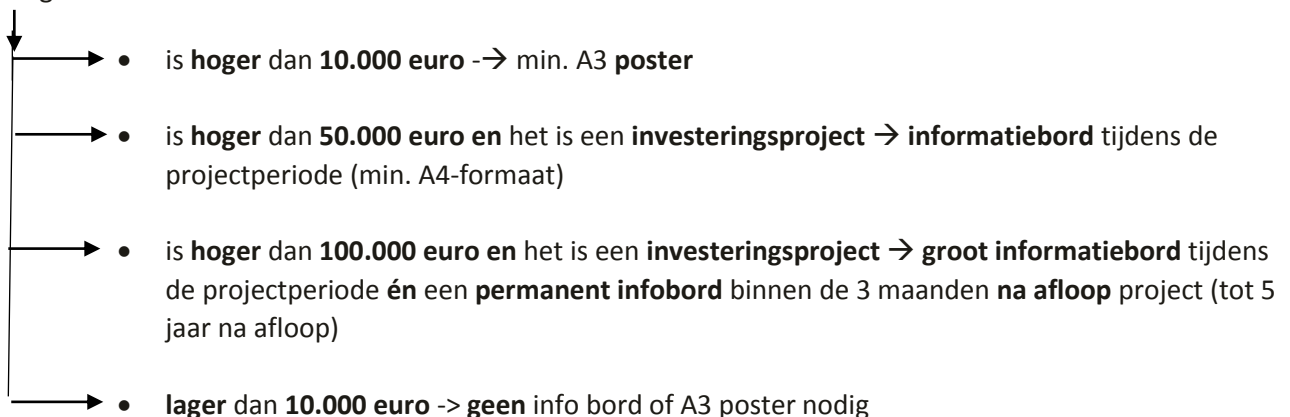 • is hoger dan 10.000 euro -→ min. A3 poster
• is hoger dan 50.000 euro en het is een investeringsproject → informatiebord tijdens de
projectperiode (min. A4-formaat)
• is hoger dan 100.000 euro en het is een investeringsproject → groot informatiebord tijdens
de projectperiode én een permanent infobord binnen de 3 maanden na afloop project (tot 5
jaar na afloop)
• lager dan 10.000 euro -> geen info bord of A3 poster nodig